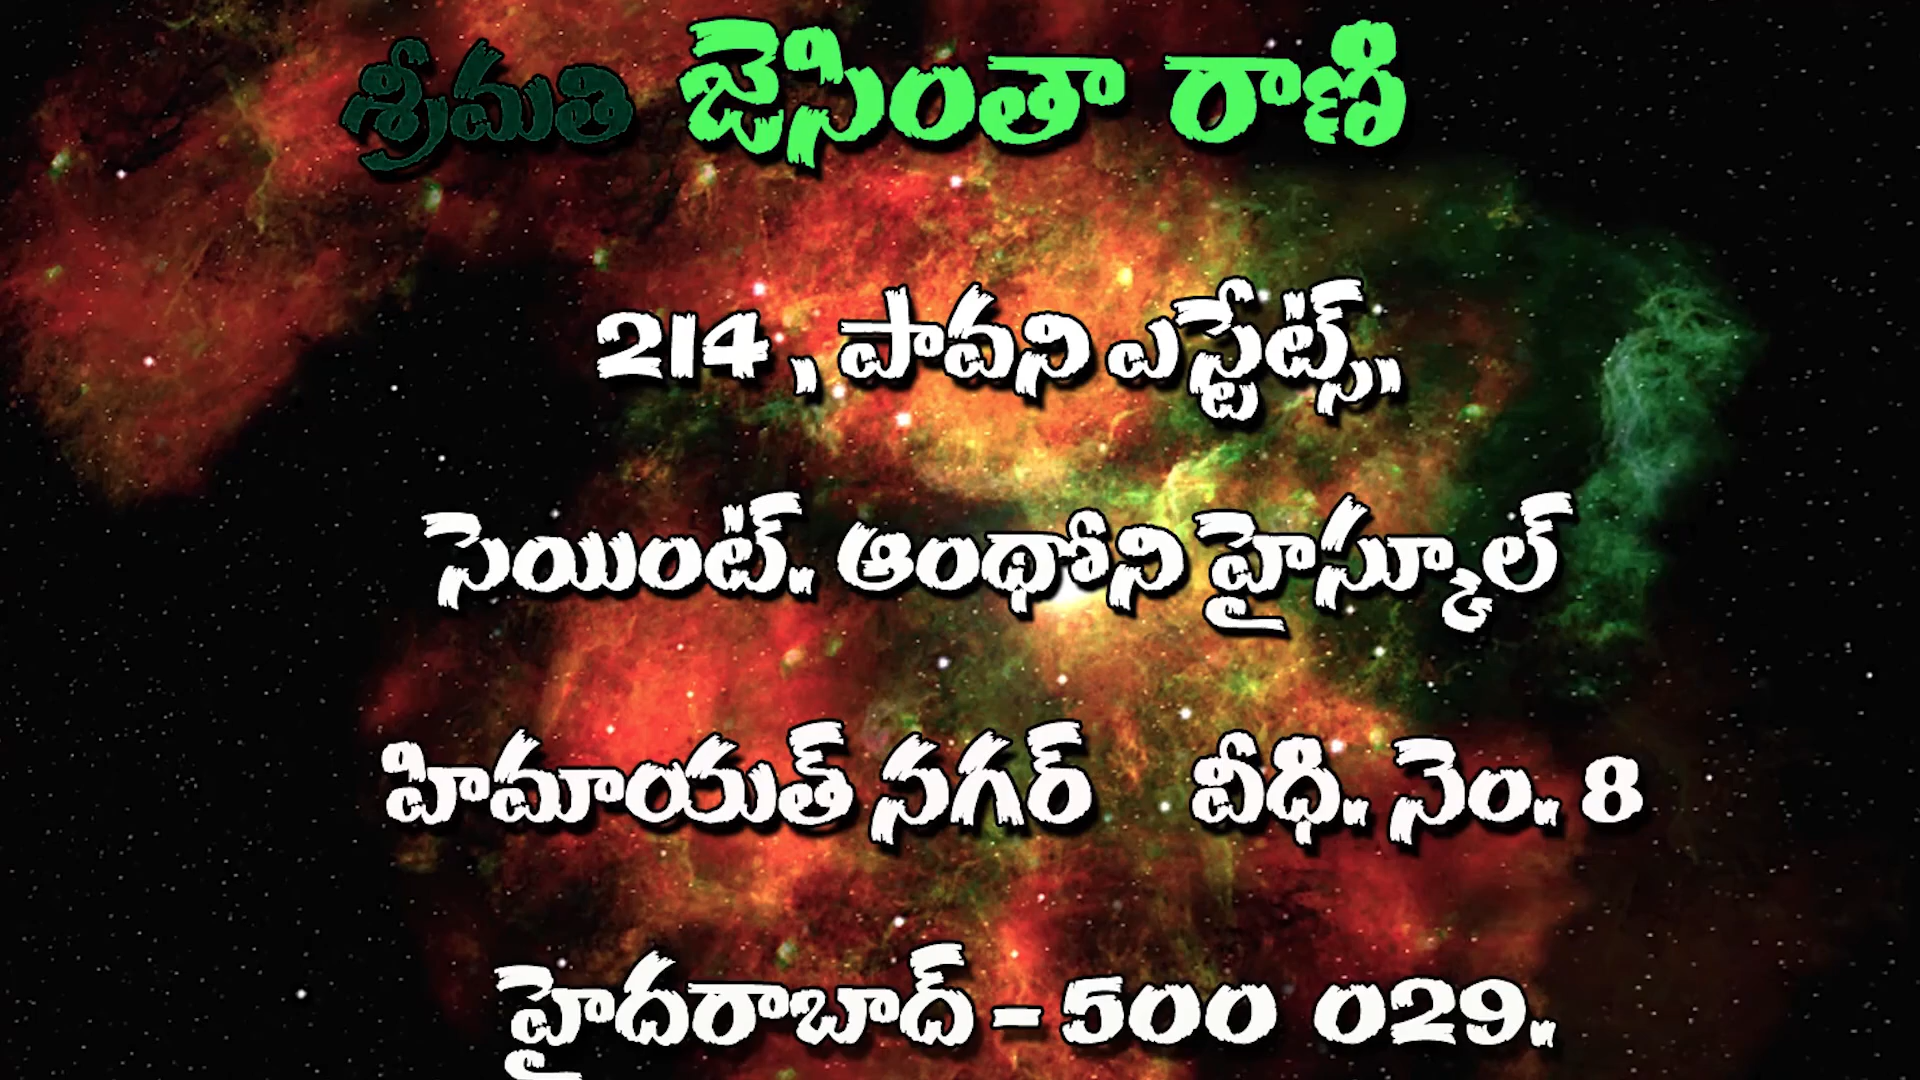 శ్రీమతి జెసింతా రాణి
214 , పావని ఎస్టేట్స్,
సెయింట్. ఆంథోని హైస్కూల్
హిమాయత్ నగర్ వీధి. నెం. 8
హైదరాబాద్ - 500 029.